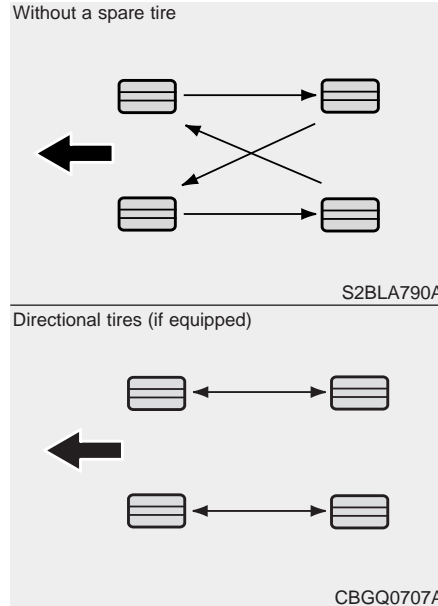 Without a spare tire
S2BLA790A
Directional tires (if equipped)
CBGQ0707A